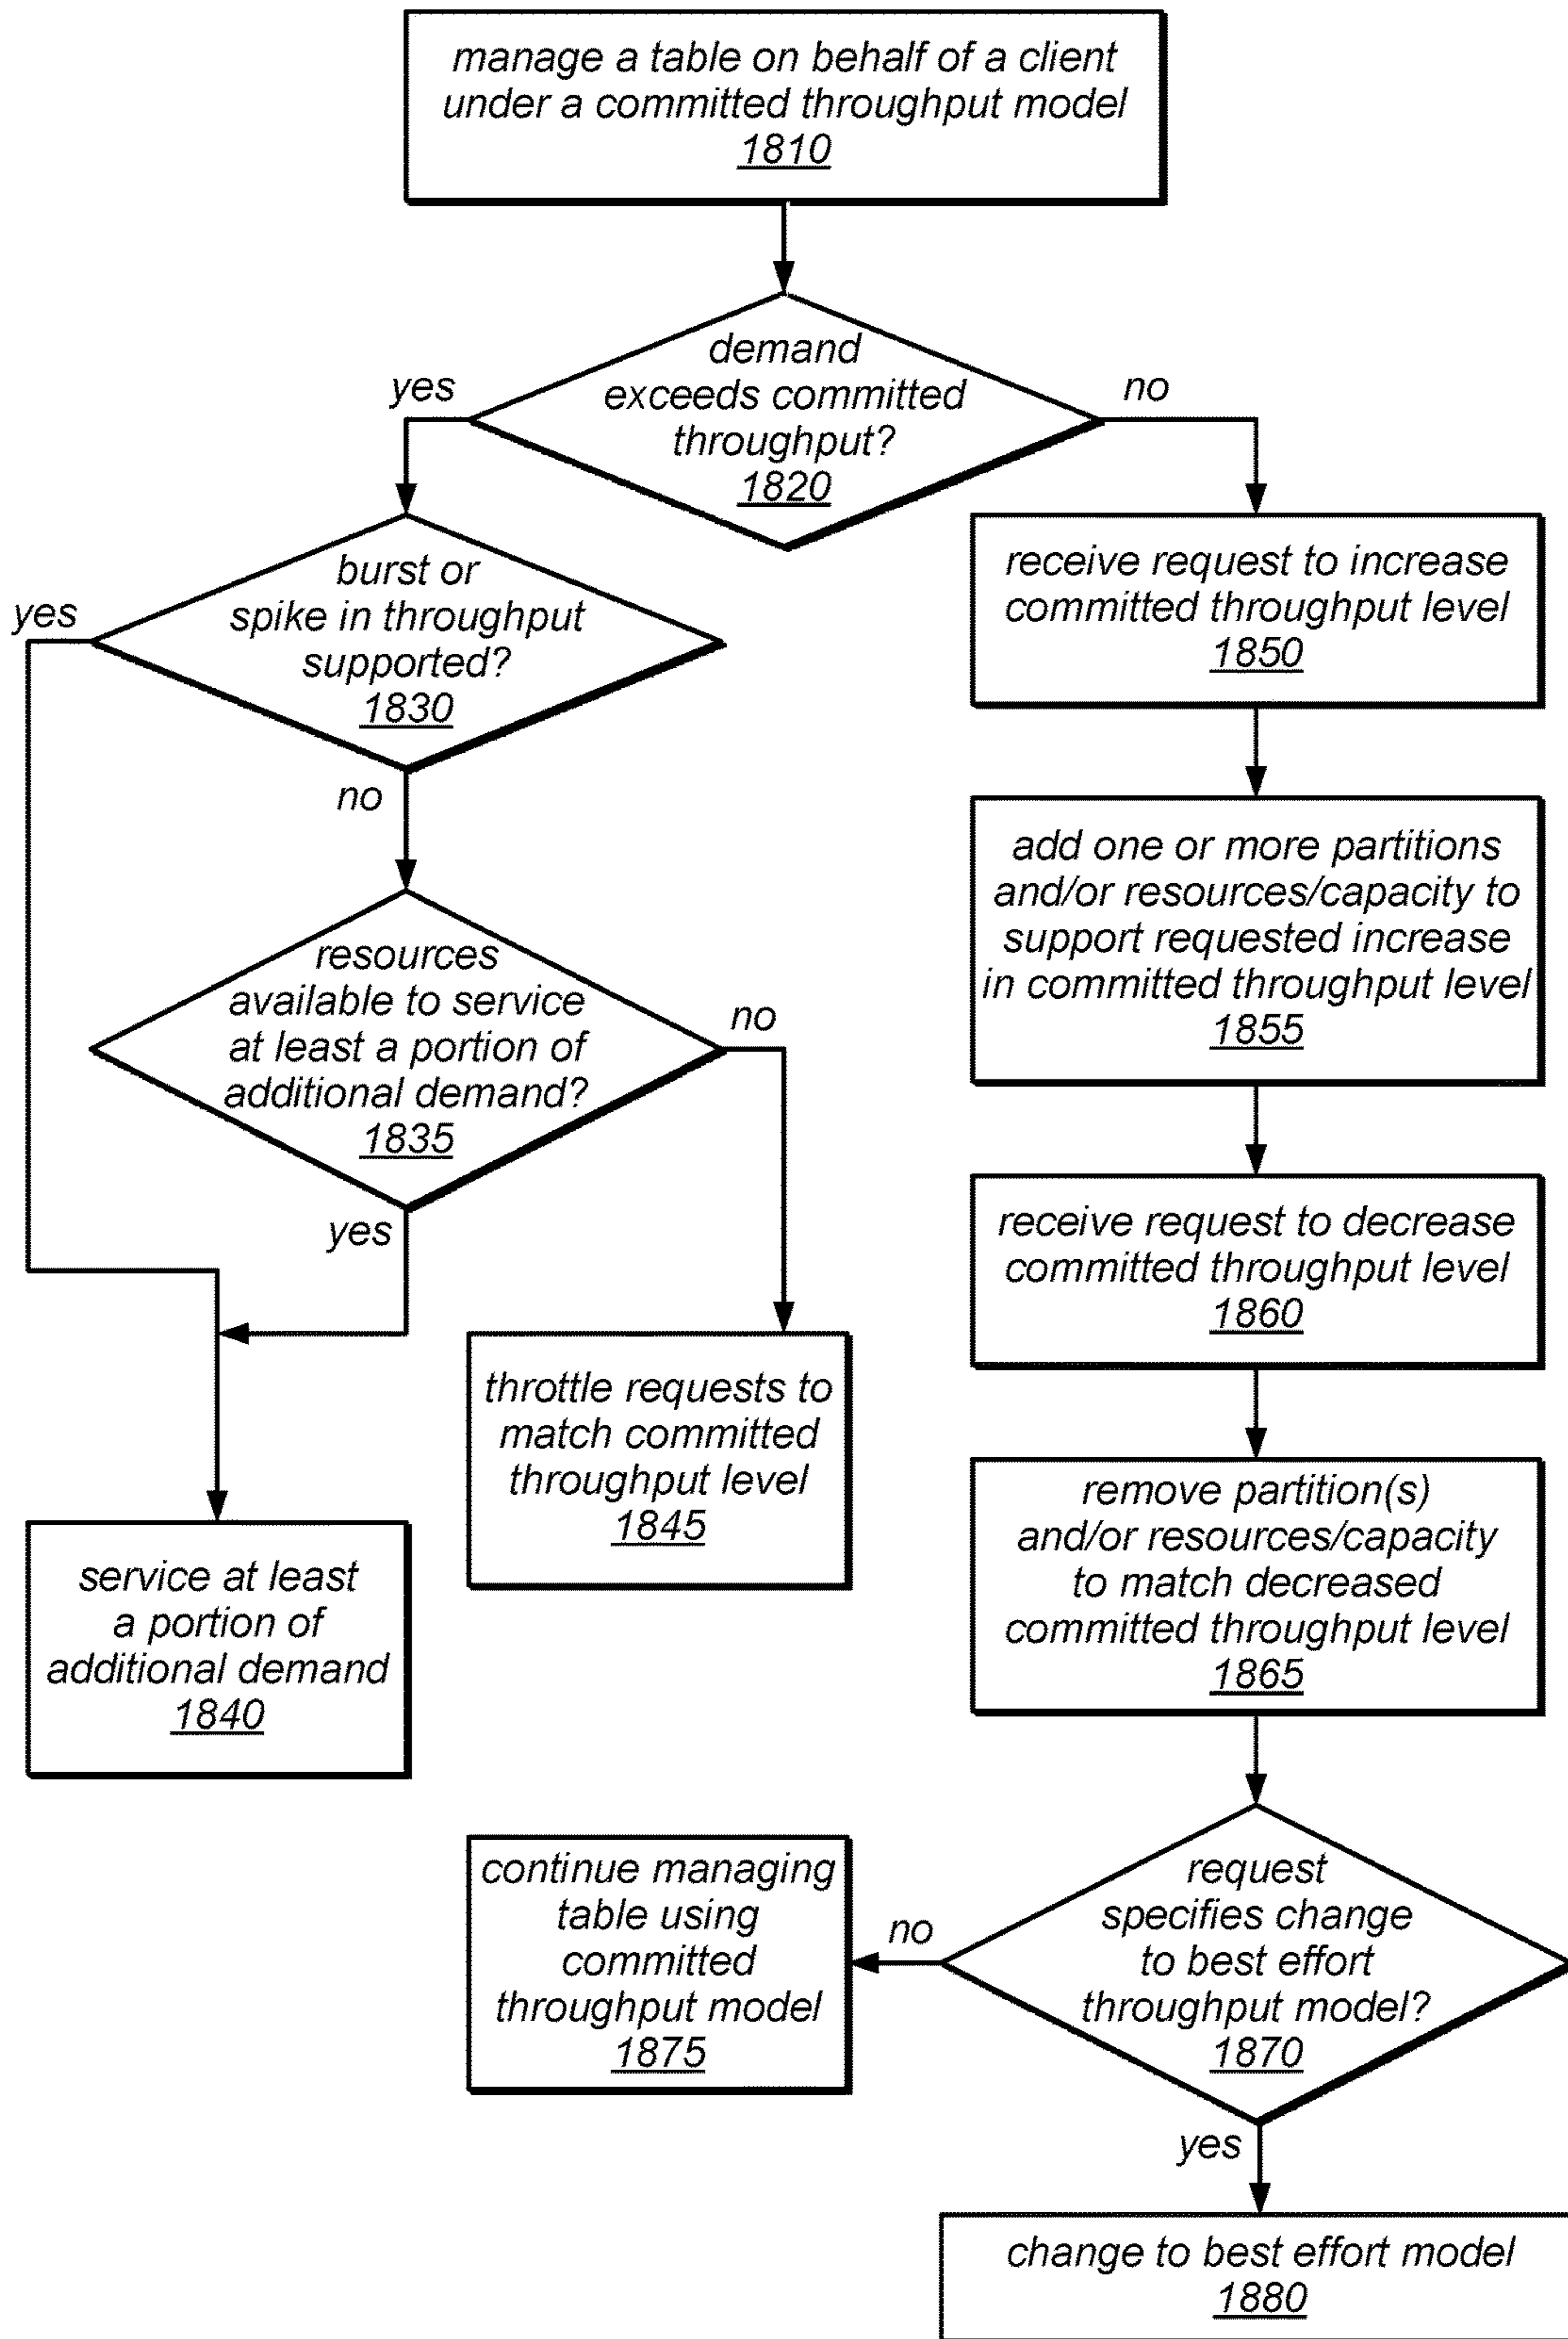 manage a table on behalf of a client
under a committed throughput model
1810
demand
exceeds committed
throughput?
1820
yes
no
burst or
spike in throughput
supported?
1830
yes
no
resources
available to service
at least a portion of
additional demand?
1835
no
yes
throttle requests to
match committed
throughput level
1845
service at least
a portion of
additional demand
1840
receive request to increase
committed throughput level
1850
add one or more partitions
and/or resources/capacity to
support requested increase
in committed throughput level
1855
receive request to decrease
committed throughput level
1860
remove partition(s)
and/or resources/capacity
to match decreased
committed throughput level
1865
request
specifies change
to best effort
throughput model?
1870
no
continue managing
table using
committed
throughput model
1875
yes
change to best effort model
1880